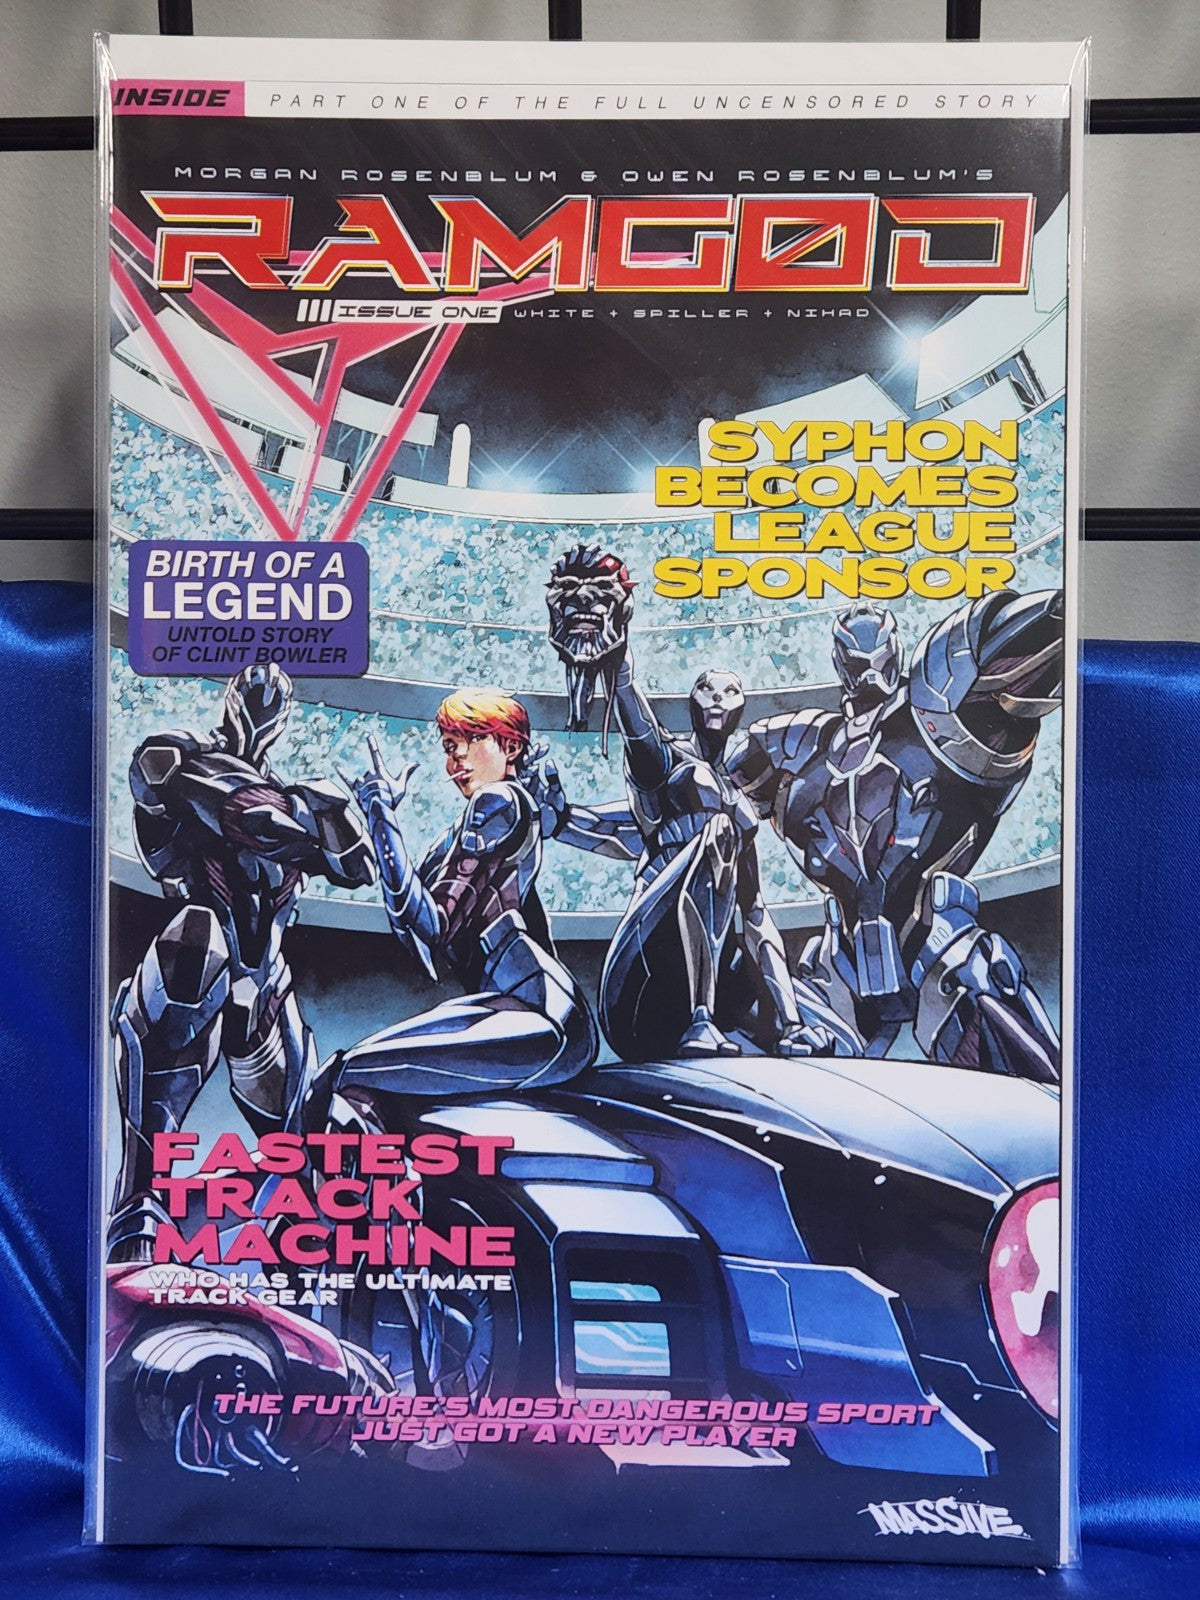 INSIDE PART ONE OF THE FULL UNCENSORED STORY
MORGAN ROSENBLUM & OWEN ROSENBLUM'S
RAMGØD
ISSUE ONE WHITE + SPILLER + NIHAD
SYPHON
BECOMES
LEAGUE
SPONSOR
BIRTH OF A
LEGEND
UNTOLD STORY
OF CLINT BOWLER
FASTEST
TRACK
MACHINE
WHO HAS THE ULTIMATE
TRACK GEAR
THE FUTURE'S MOST DANGEROUS SPORT
JUST GOT A NEW PLAYER
MASSIVE